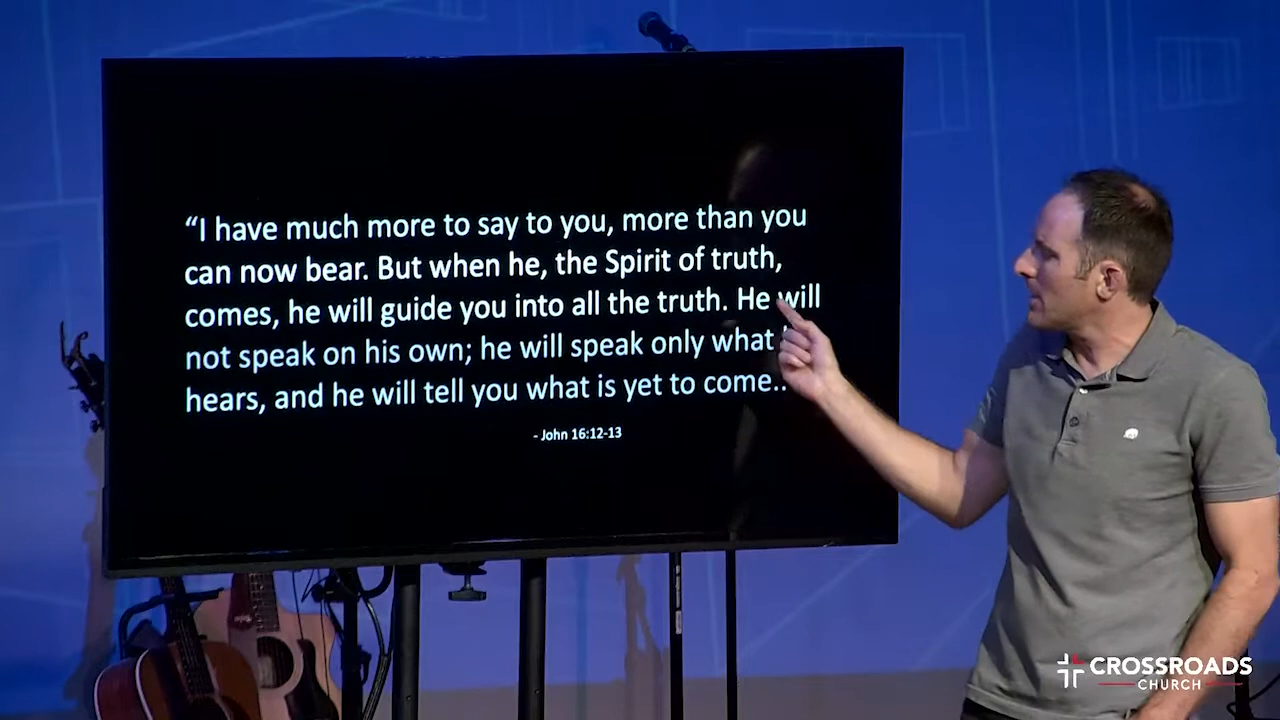 “I have much more to say to you, more than you
can now bear. But when he, the Spirit of truth,
comes, he will guide you into all the truth. He will
not speak on his own; he will speak only what
hears, and he will tell you what is yet to come..
- John 16:12-13
CROSSROADS
CHURCH